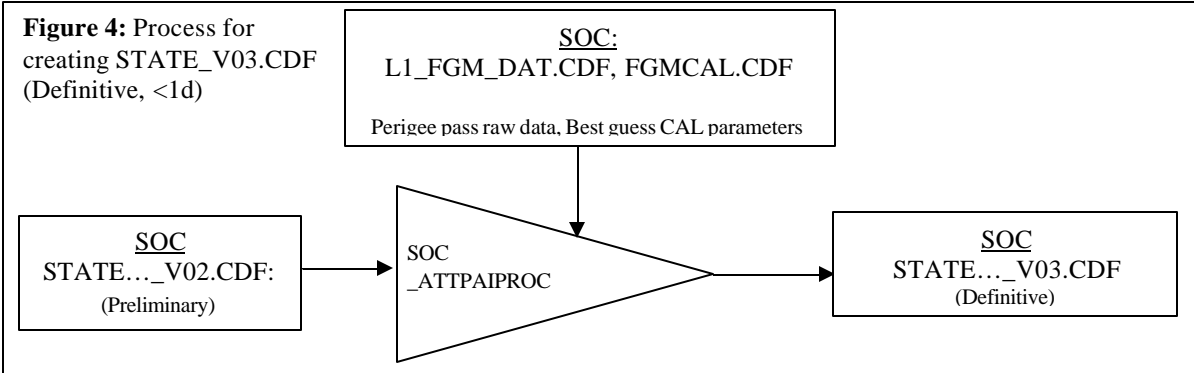 Figure 4: Process for
creating STATE_V03.CDF
(Definitive, <1d)
SOC:
L1_FGM_DAT.CDF, FGMCAL.CDF
Perigee pass raw data, Best guess CAL parameters
SOC
STATE…_V02.CDF:
(Preliminary)
SOC
_ATTPAIPROC
SOC
STATE…_V03.CDF
(Definitive)